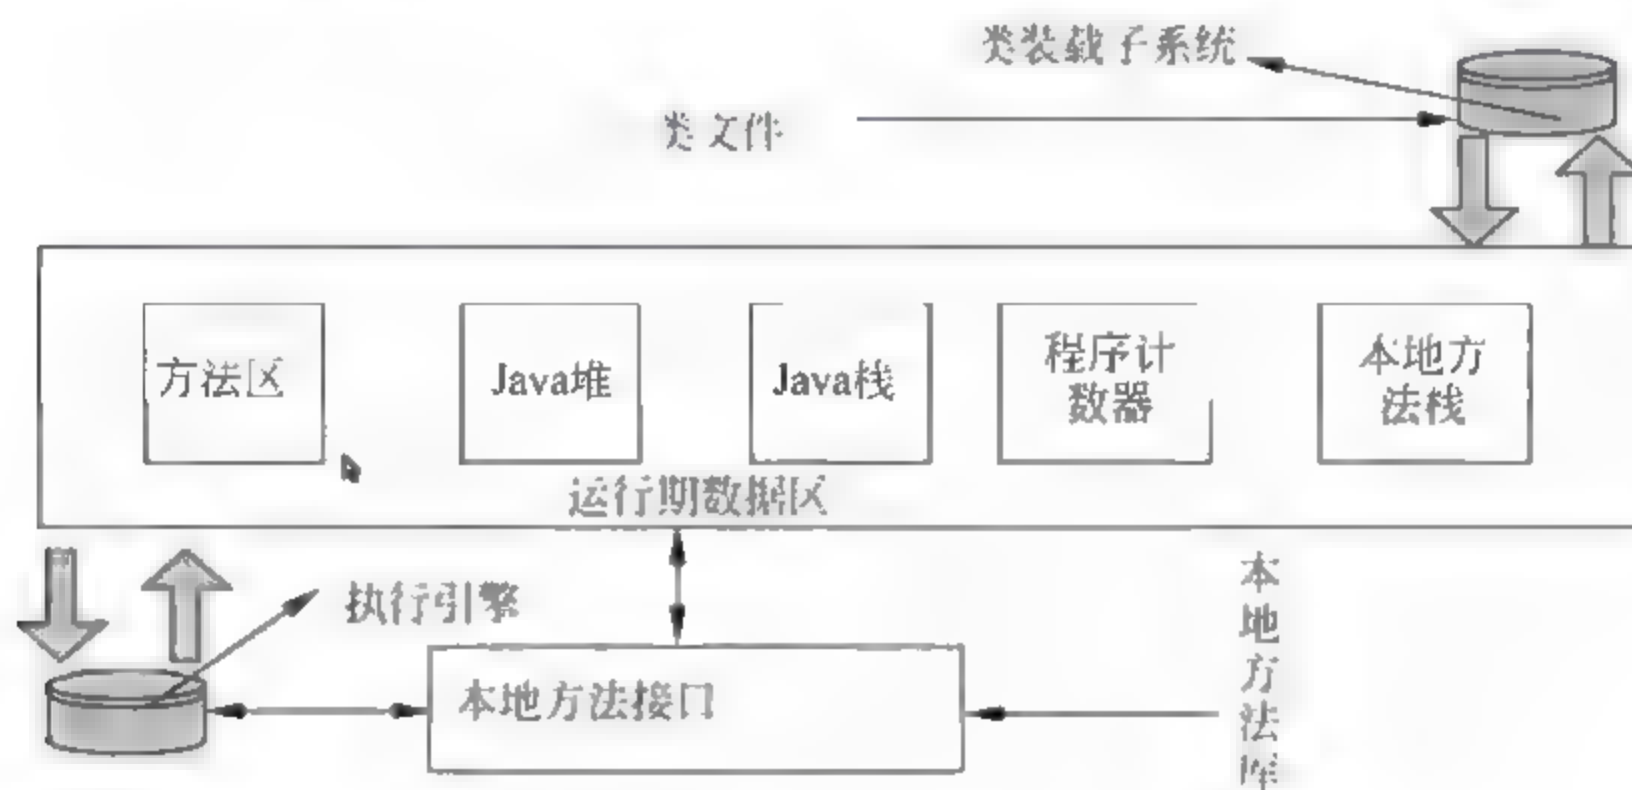 类装载子系统
类文件
方法区
Java堆
Java栈
程序计
数器
本地方
法栈
运行期数据区
执行引擎
本地方法接口
本
地
方
法
库